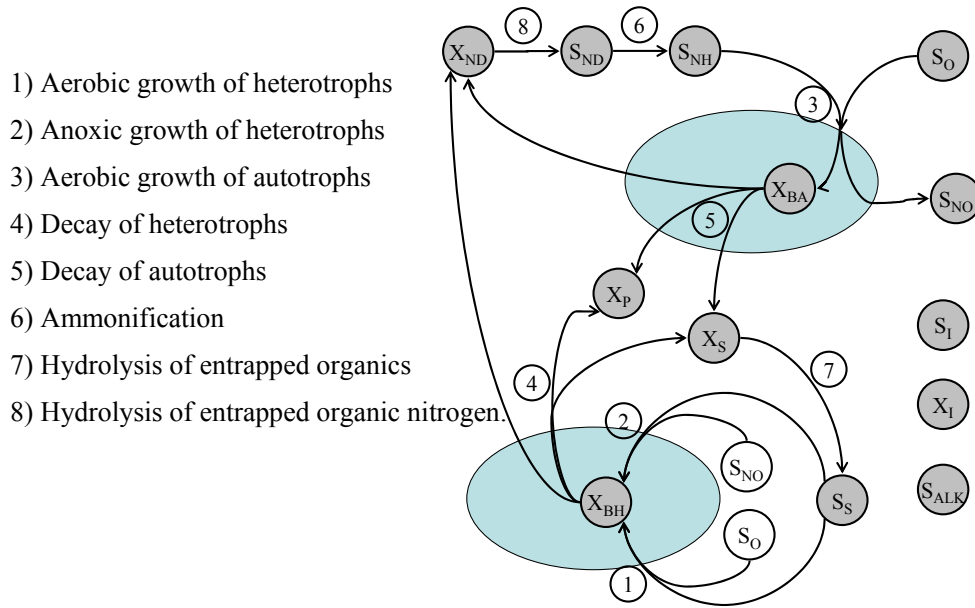 1) Aerobic growth of heterotrophs
2) Anoxic growth of heterotrophs
3) Aerobic growth of autotrophs
4) Decay of heterotrophs
5) Decay of autotrophs
6) Ammonification
7) Hydrolysis of entrapped organics
8) Hydrolysis of entrapped organic nitrogen.
8
6
X_ND
S_ND
S_NH
S_O
3
X_BA
S_NO
5
X_P
S_I
X_S
4
7
X_I
2
S_NO
X_BH
S_S
S_ALK
S_O
1